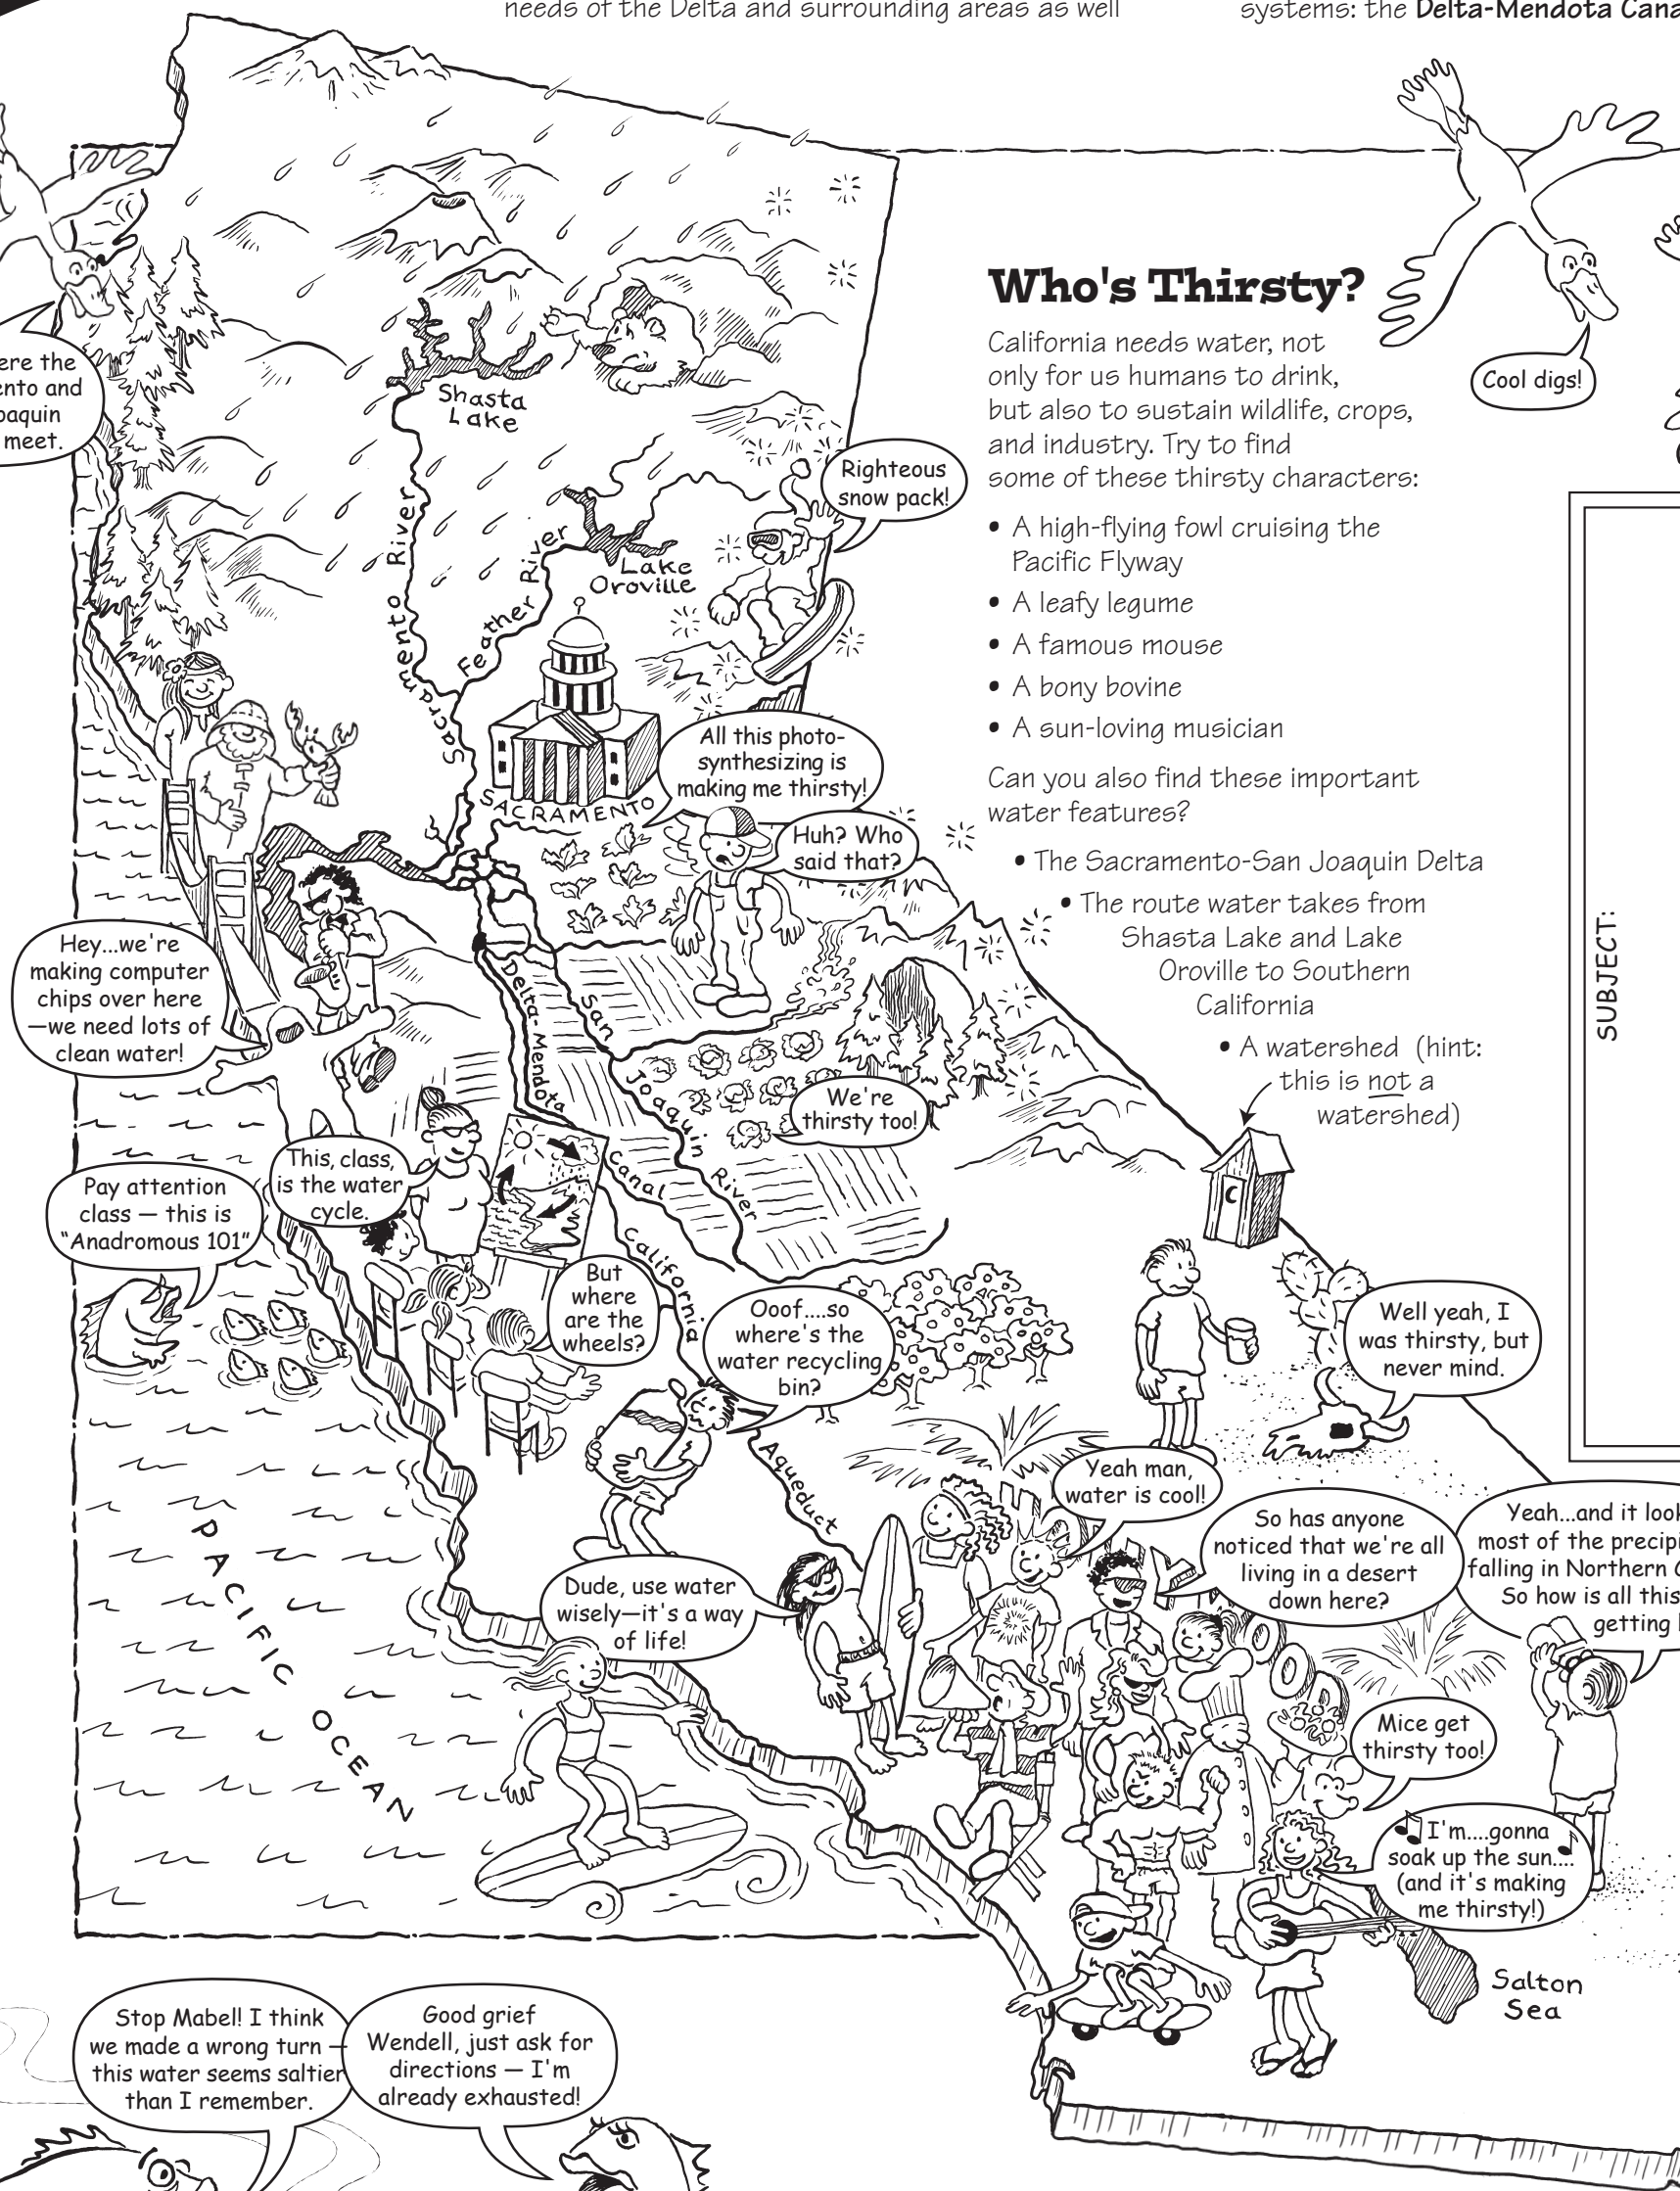 needs of the Delta and surrounding areas as well
systems: the Delta-Mendota Cana
Who's Thirsty?
California needs water, not
only for us humans to drink,
but also to sustain wildlife, crops,
and industry. Try to find
some of these thirsty characters:
• A high-flying fowl cruising the
Pacific Flyway
• A leafy legume
• A famous mouse
• A bony bovine
• A sun-loving musician
Can you also find these important
water features?
• The Sacramento-San Joaquin Delta
• The route water takes from
Shasta Lake and Lake
Oroville to Southern
California
• A watershed (hint:
this is not a
watershed)
Cool digs!
SUBJECT:
ere the
ento and
oaquin
meet.
Shasta
Lake
Righteous
snow pack!
Sacramento River
Feather River
Lake
Oroville
SACRAMENTO
All this photo-
synthesizing is
making me thirsty!
Huh? Who
said that?
Hey...we're
making computer
chips over here
—we need lots of
clean water!
Delta-Mendota Canal
San Joaquin River
We're
thirsty too!
This, class,
is the water
cycle.
Pay attention
class — this is
"Anadromous 101"
But
where
are the
wheels?
California Aqueduct
Ooof....so
where's the
water recycling
bin?
C
Well yeah, I
was thirsty, but
never mind.
Yeah man,
water is cool!
So has anyone
noticed that we're all
living in a desert
down here?
Yeah...and it look
most of the precipi
falling in Northern C
So how is all this
getting
Dude, use water
wisely—it's a way
of life!
PACIFIC OCEAN
Mice get
thirsty too!
I'm....gonna
soak up the sun....
(and it's making
me thirsty!)
Salton
Sea
Stop Mabel! I think
we made a wrong turn —
this water seems saltier
than I remember.
Good grief
Wendell, just ask for
directions — I'm
already exhausted!